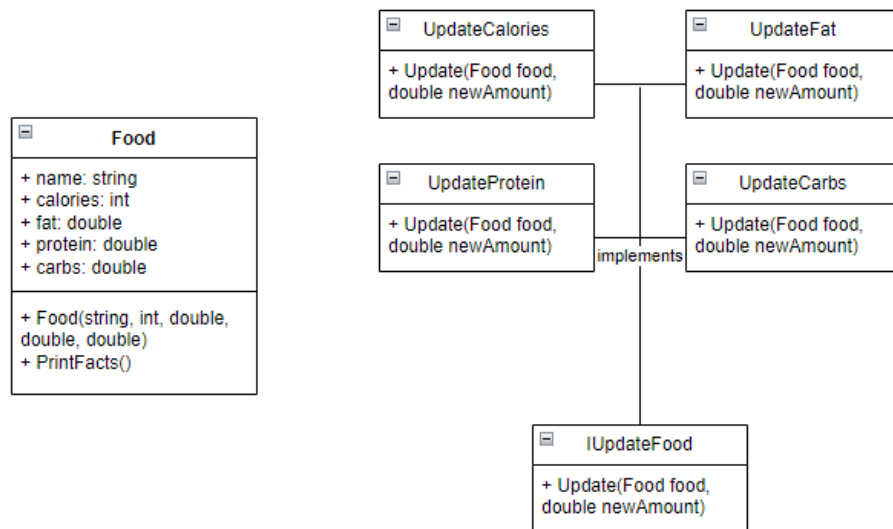 UpdateCalories
+ Update(Food food,
double newAmount)
UpdateFat
+ Update(Food food,
double newAmount)
Food
+ name: string
+ calories: int
+ fat: double
+ protein: double
+ carbs: double
+ Food(string, int, double,
double, double)
+ PrintFacts()
UpdateProtein
+ Update(Food food,
double newAmount)
UpdateCarbs
+ Update(Food food,
double newAmount)
implements
IUpdateFood
+ Update(Food food,
double newAmount)